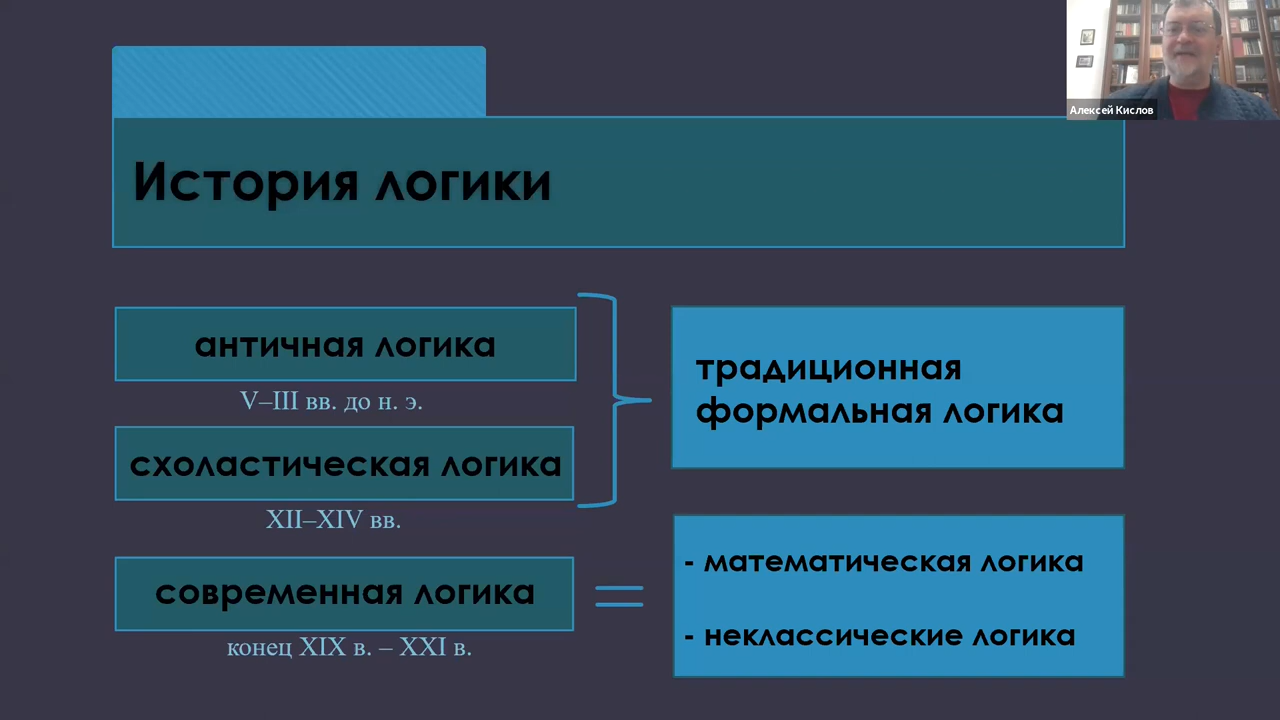 Алексей Кислов
История логики
античная логика
V–III вв. до н. э.
схоластическая логика
XII–XIV вв.
современная логика
конец XIX в. – XXI в.
традиционная
формальная логика
- математическая логика
- неклассические логика